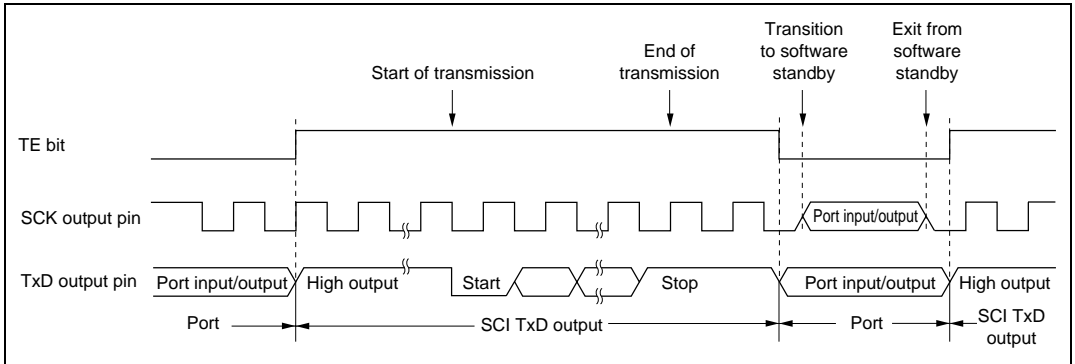 Start of transmission
End of
transmission
Transition
to software
standby
Exit from
software
standby
TE bit
SCK output pin
Port input/output
TxD output pin
Port input/output
High output
Start
Stop
Port input/output
High output
Port
SCI TxD output
Port
SCI TxD
output